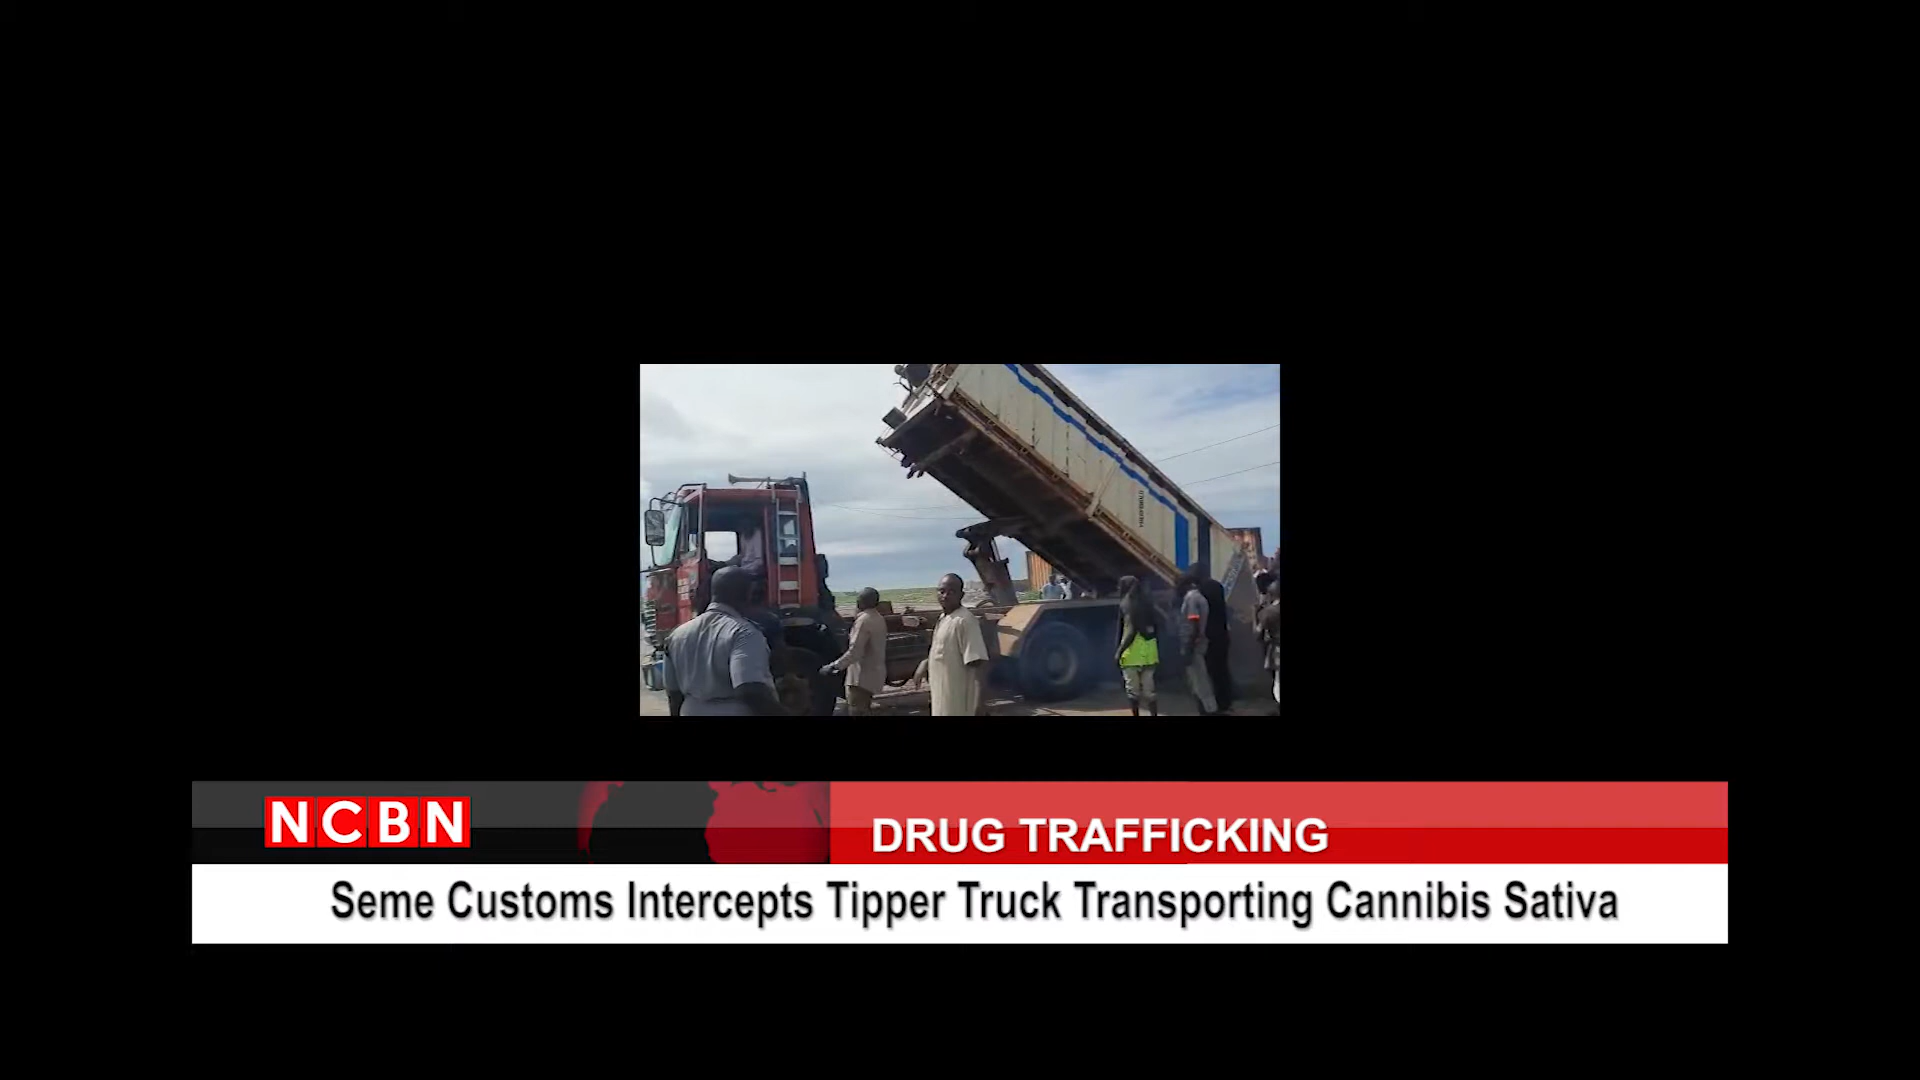 NCBN
DRUG TRAFFICKING
Seme Customs Intercepts Tipper Truck Transporting Cannibis Sativa